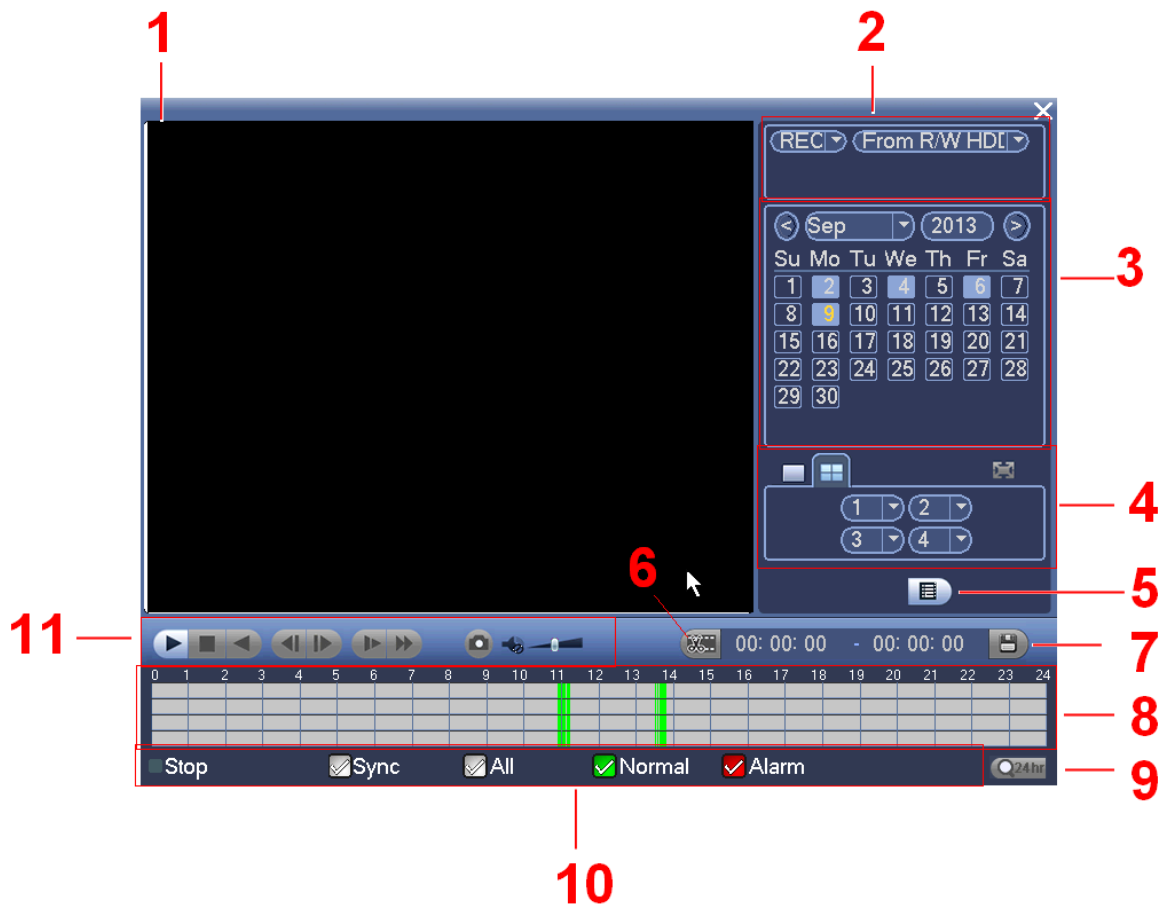 1
2
REC From R/W HD[
Sep 2013
Su Mo Tu We Th Fr Sa
1 2 3 4 5 6 7
8 9 10 11 12 13 14
15 16 17 18 19 20 21
22 23 24 25 26 27 28
29 30
3
1 2
3 4
4
6
5
11
00: 00: 00 - 00: 00: 00
7
0 1 2 3 4 5 6 7 8 9 10 11 12 13 14 15 16 17 18 19 20 21 22 23 24
8
Stop Sync All Normal Alarm
24hr
9
10